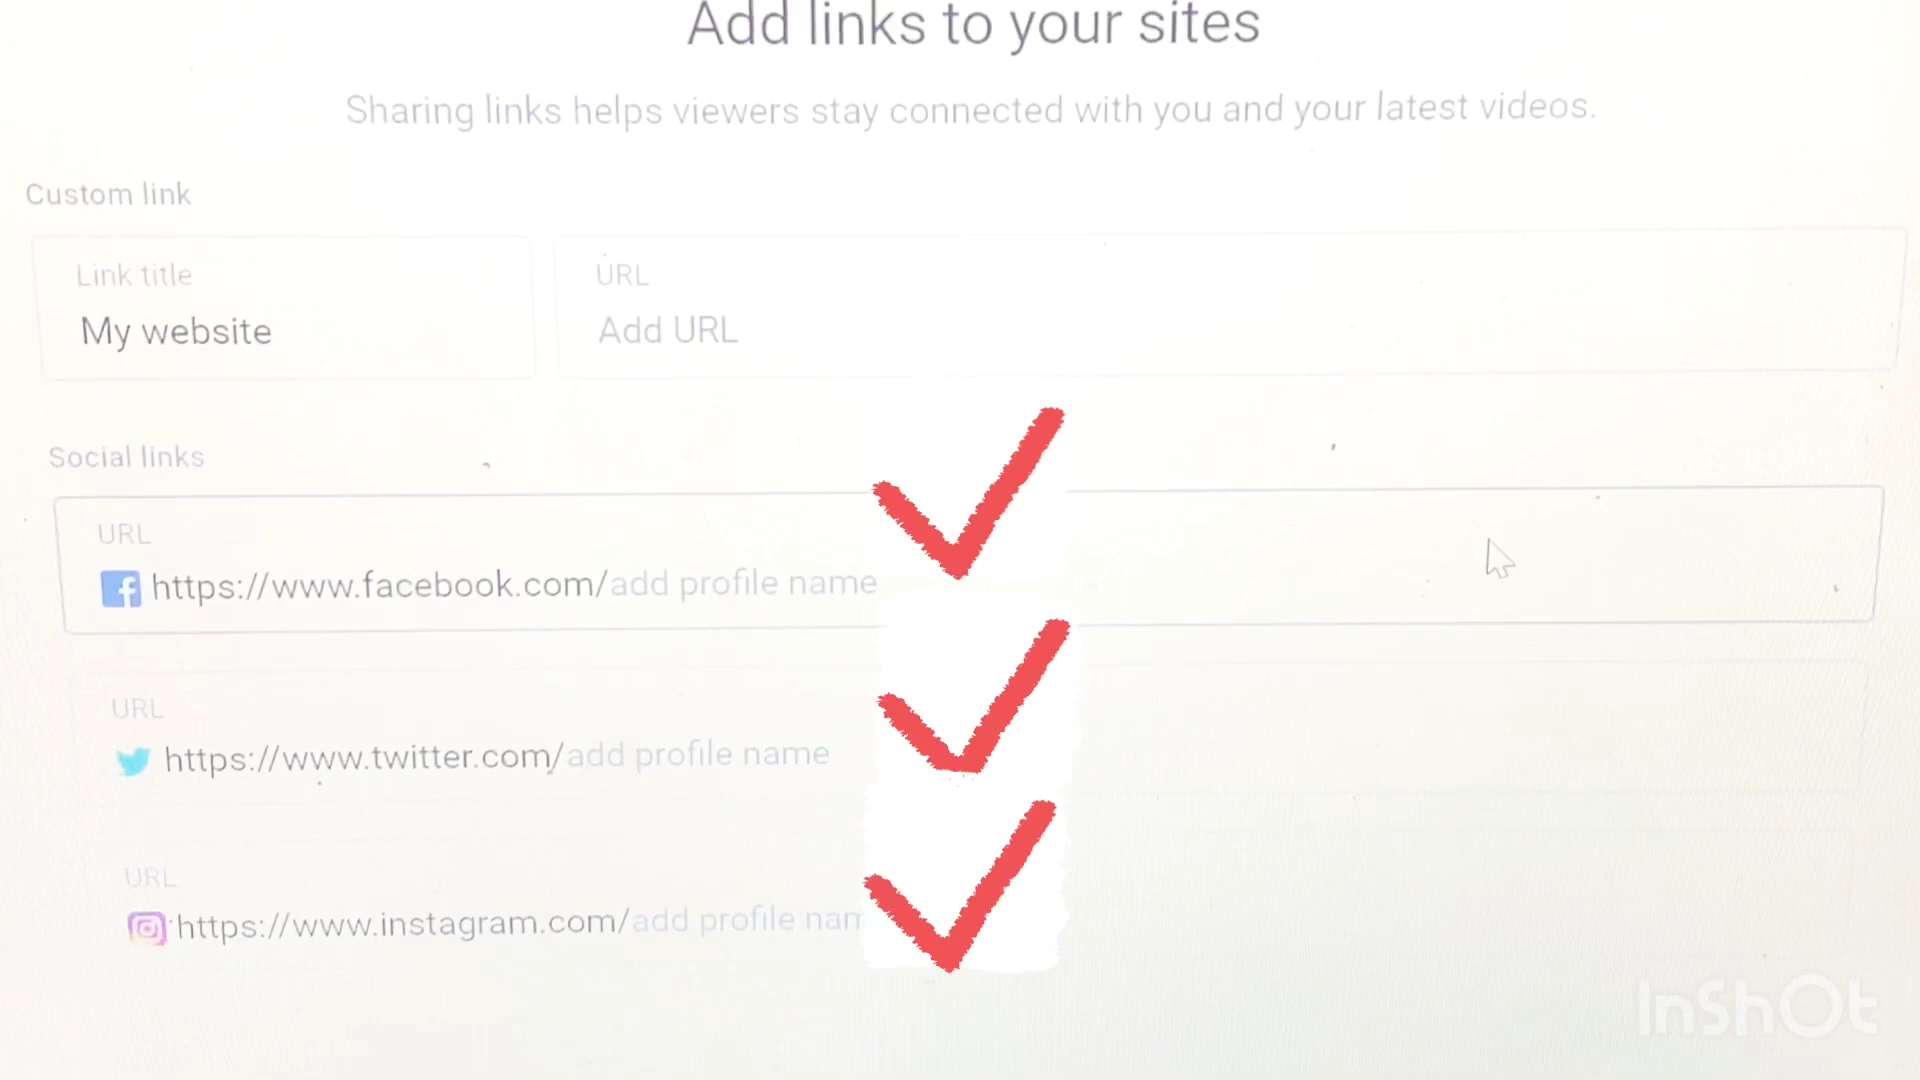 Add links to your sites
Sharing links helps viewers stay connected with you and your latest videos.
Custom link
Link title
My website
URL
Add URL
Social links
URL
https://www.facebook.com/add profile name
URL
https://www.twitter.com/add profile name
URL
https://www.instagram.com/add profile nam
InShOt